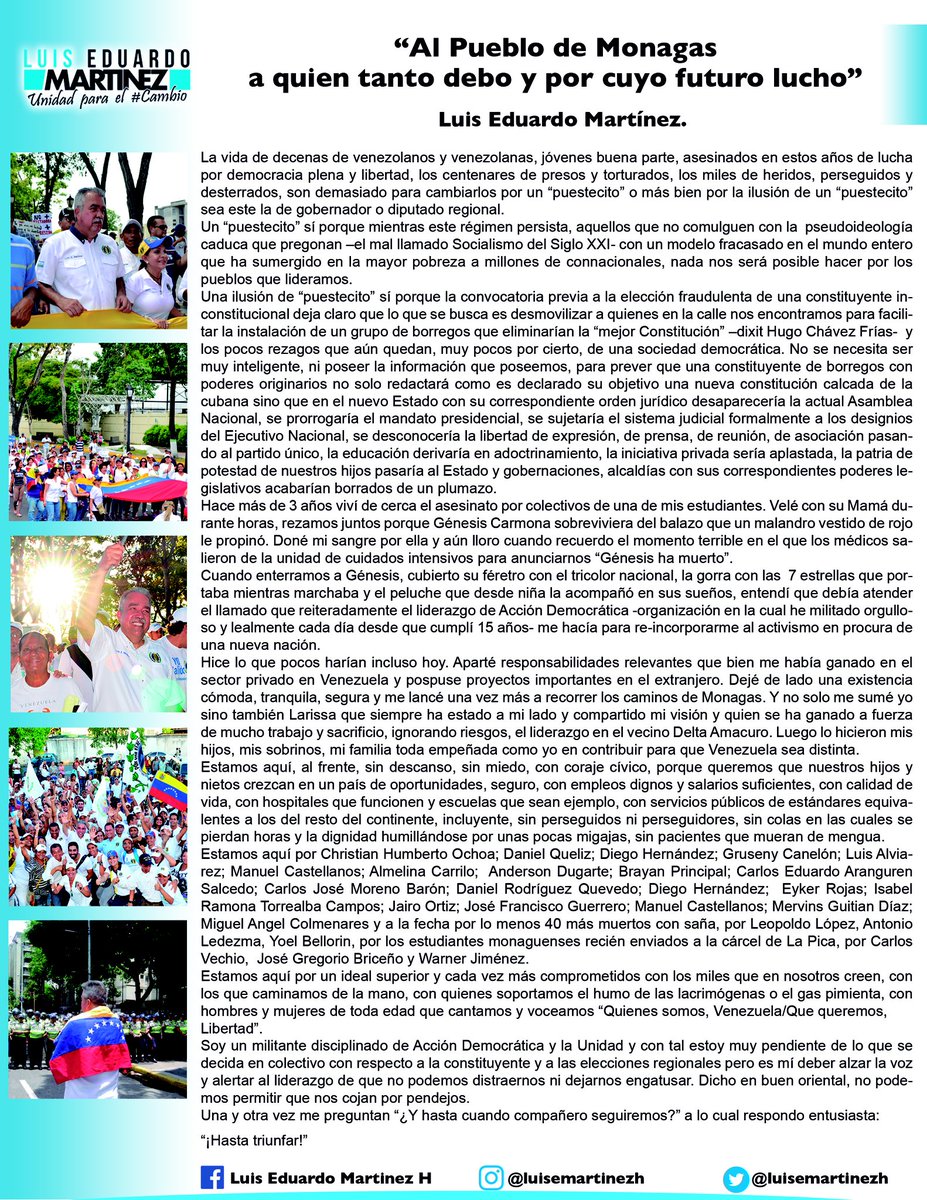 LUIS EDUARDO
MARTINEZ
Unidad para el #Cambio
“Al Pueblo de Monagas
a quien tanto debo y por cuyo futuro lucho”
Luis Eduardo Martínez.
La vida de decenas de venezolanos y venezolanas, jóvenes buena parte, asesinados en estos años de lucha
por democracia plena y libertad, los centenares de presos y torturados, los miles de heridos, perseguidos y
desterrados, son demasiado para cambiarlos por un “puestecito” o más bien por la ilusión de un “puestecito”
sea este la de gobernador o diputado regional.
Un “puestecito” sí porque mientras este régimen persista, aquellos que no comulguen con la pseudoideología
caduca que pregonan –el mal llamado Socialismo del Siglo XXI- con un modelo fracasado en el mundo entero
que ha sumergido en la mayor pobreza a millones de connacionales, nada nos será posible hacer por los
pueblos que lideramos.
Una ilusión de “puestecito” sí porque la convocatoria previa a la elección fraudulenta de una constituyente in-
constitucional deja claro que lo que se busca es desmovilizar a quienes en la calle nos encontramos para facili-
tar la instalación de un grupo de borregos que eliminarían la “mejor Constitución” –dixit Hugo Chávez Frías- y
los pocos rezagos que aún quedan, muy pocos por cierto, de una sociedad democrática. No se necesita ser
muy inteligente, ni poseer la información que poseemos, para prever que una constituyente de borregos con
poderes originarios no solo redactará como es declarado su objetivo una nueva constitución calcada de la
cubana sino que en el nuevo Estado con su correspondiente orden jurídico desaparecería la actual Asamblea
Nacional, se prorrogaría el mandato presidencial, se sujetaría el sistema judicial formalmente a los designios
del Ejecutivo Nacional, se desconocería la libertad de expresión, de prensa, de reunión, de asociación pasan-
do al partido único, la educación derivaría en adoctrinamiento, la iniciativa privada sería aplastada, la patria de
potestad de nuestros hijos pasaría al Estado y gobernaciones, alcaldías con sus correspondientes poderes le-
gislativos acabarían borrados de un plumazo.
Hace más de 3 años viví de cerca el asesinato por colectivos de una de mis estudiantes. Velé con su Mamá du-
rante horas, rezamos juntos porque Génesis Carmona sobreviviera del balazo que un malandro vestido de rojo
le propinó. Doné mi sangre por ella y aún lloro cuando recuerdo el momento terrible en el que los médicos sa-
lieron de la unidad de cuidados intensivos para anunciarnos “Génesis ha muerto”.
Cuando enterramos a Génesis, cubierto su féretro con el tricolor nacional, la gorra con las 7 estrellas que por-
taba mientras marchaba y el peluche que desde niña la acompañó en sus sueños, entendí que debía atender
el llamado que reiteradamente el liderazgo de Acción Democrática -organización en la cual he militado orgullo-
so y lealmente cada día desde que cumplí 15 años- me hacía para re-incorporarme al activismo en procura de
una nueva nación.
Hice lo que pocos harían incluso hoy. Aparté responsabilidades relevantes que bien me había ganado en el
sector privado en Venezuela y pospuse proyectos importantes en el extranjero. Dejé de lado una existencia
cómoda, tranquila, segura y me lancé una vez más a recorrer los caminos de Monagas. Y no solo me sumé yo
sino también Larissa que siempre ha estado a mi lado y compartido mi visión y quien se ha ganado a fuerza
de mucho trabajo y sacrificio, ignorando riesgos, el liderazgo en el vecino Delta Amacuro. Luego lo hicieron mis
hijos, mis sobrinos, mi familia toda empeñada como yo en contribuir para que Venezuela sea distinta.
Estamos aquí, al frente, sin descanso, sin miedo, con coraje cívico, porque queremos que nuestros hijos y
nietos crezcan en un país de oportunidades, seguro, con empleos dignos y salarios suficientes, con calidad de
vida, con hospitales que funcionen y escuelas que sean ejemplo, con servicios públicos de estándares equiva-
lentes a los del resto del continente, incluyente, sin perseguidos ni perseguidores, sin colas en las cuales se
pierdan horas y la dignidad humillándose por unas pocas migajas, sin pacientes que mueran de mengua.
Estamos aquí por Christian Humberto Ochoa; Daniel Queliz; Diego Hernández; Gruseny Canelón; Luis Alvia-
rez; Manuel Castellanos; Almelina Carrilo; Anderson Dugarte; Brayan Principal; Carlos Eduardo Aranguren
Salcedo; Carlos José Moreno Barón; Daniel Rodríguez Quevedo; Diego Hernández; Eyker Rojas; Isabel
Ramona Torrealba Campos; Jairo Ortiz; José Francisco Guerrero; Manuel Castellanos; Mervins Guitian Díaz;
Miguel Angel Colmenares y a la fecha por lo menos 40 más muertos con saña, por Leopoldo López, Antonio
Ledezma, Yoel Bellorin, por los estudiantes monaguenses recién enviados a la cárcel de La Pica, por Carlos
Vechio, José Gregorio Briceño y Warner Jiménez.
Estamos aquí por un ideal superior y cada vez más comprometidos con los miles que en nosotros creen, con
los que caminamos de la mano, con quienes soportamos el humo de las lacrimógenas o el gas pimienta, con
hombres y mujeres de toda edad que cantamos y voceamos “Quienes somos, Venezuela/Que queremos,
Libertad”.
Soy un militante disciplinado de Acción Democrática y la Unidad y con tal estoy muy pendiente de lo que se
decida en colectivo con respecto a la constituyente y a las elecciones regionales pero es mí deber alzar la voz
y alertar al liderazgo de que no podemos distraernos ni dejarnos engatusar. Dicho en buen oriental, no pode-
mos permitir que nos cojan por pendejos.
Una y otra vez me preguntan “¿Y hasta cuando compañero seguiremos?” a lo cual respondo entusiasta:
“¡Hasta triunfar!”
Luis Eduardo Martinez H
@luisemartinezh
@luisemartinezh